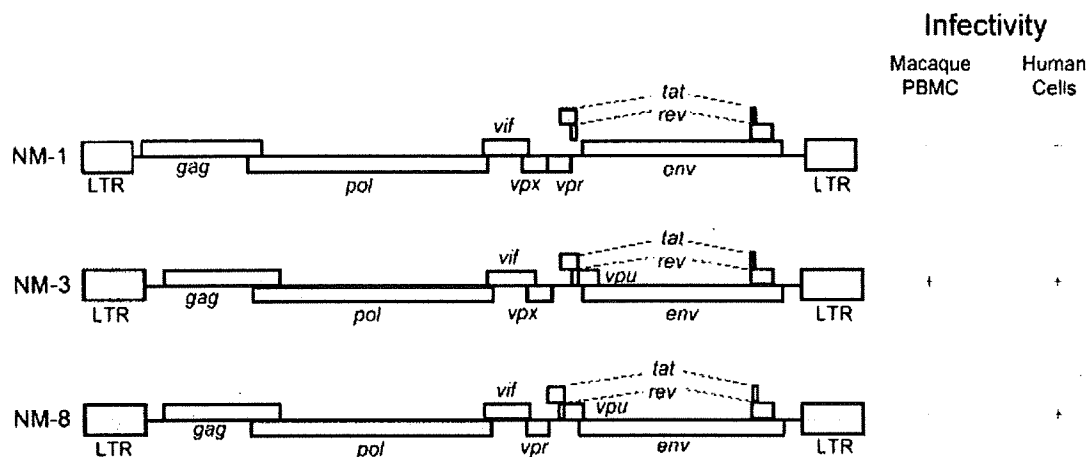 Infectivity
Macaque PBMC
Human Cells
NM-1
LTR
gag
pol
vif
vpx
vpr
tat
rev
env
LTR
NM-3
LTR
gag
pol
vif
vpx
tat
rev
vpu
env
LTR
+
+
NM-8
LTR
gag
pol
vif
vpr
tat
rev
vpu
env
LTR
+